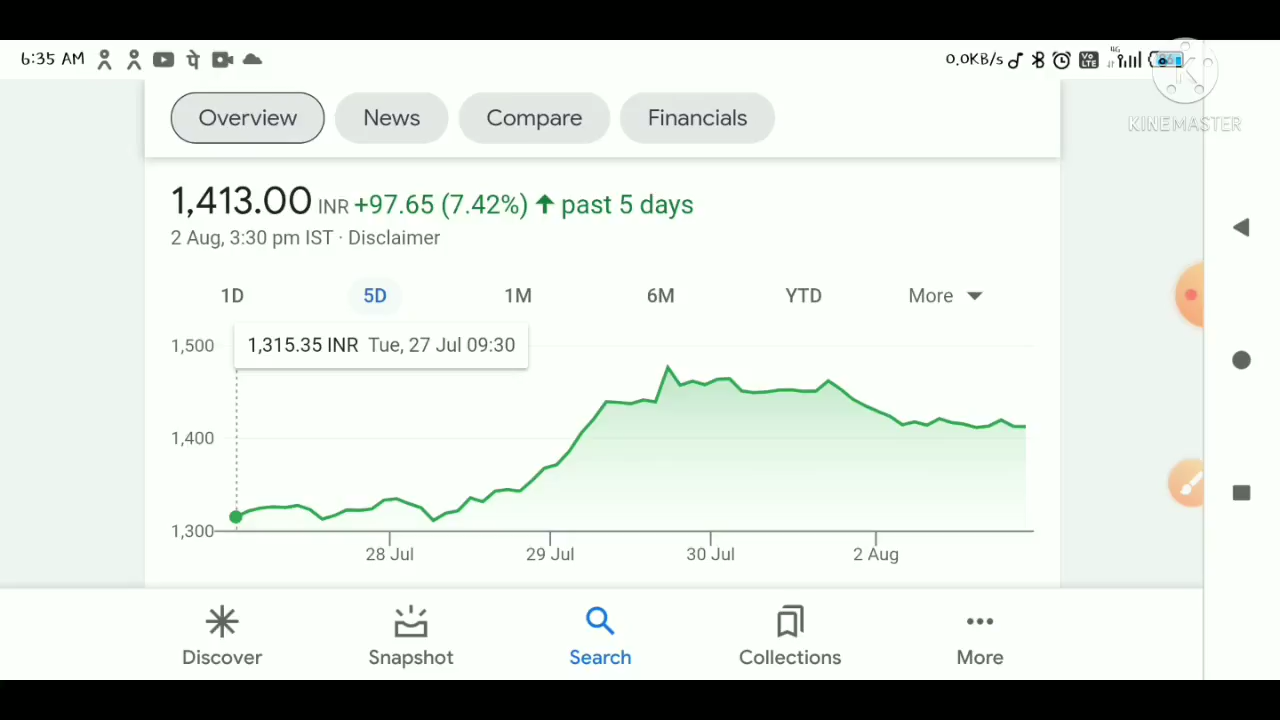 6:35 AM पे 0.0KB/s VO LTE 4G
KINEMASTER
Overview News Compare Financials
1,413.00 INR +97.65 (7.42%) ↑ past 5 days
2 Aug, 3:30 pm IST · Disclaimer
1D 5D 1M 6M YTD More
1,315.35 INR Tue, 27 Jul 09:30
1,500
1,400
1,300
28 Jul 29 Jul 30 Jul 2 Aug
Discover Snapshot Search Collections More